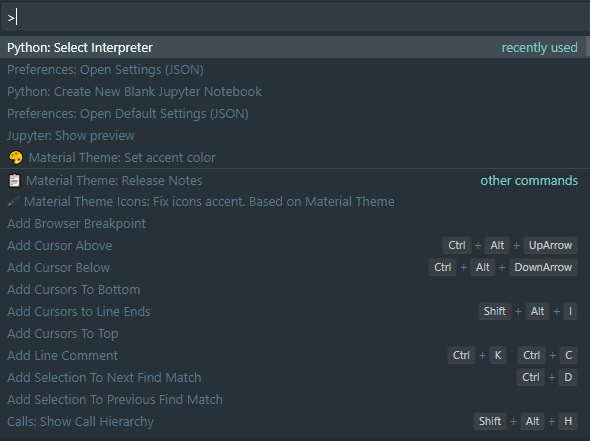 >
Python: Select Interpreter recently used
Preferences: Open Settings (JSON)
Python: Create New Blank Jupyter Notebook
Preferences: Open Default Settings (JSON)
Jupyter: Show preview
Material Theme: Set accent color
Material Theme: Release Notes other commands
Material Theme Icons: Fix icons accent. Based on Material Theme
Add Browser Breakpoint
Add Cursor Above Ctrl + Alt + UpArrow
Add Cursor Below Ctrl + Alt + DownArrow
Add Cursors To Bottom
Add Cursors to Line Ends Shift + Alt + I
Add Cursors To Top
Add Line Comment Ctrl + K Ctrl + C
Add Selection To Next Find Match Ctrl + D
Add Selection To Previous Find Match
Calls: Show Call Hierarchy Shift + Alt + H